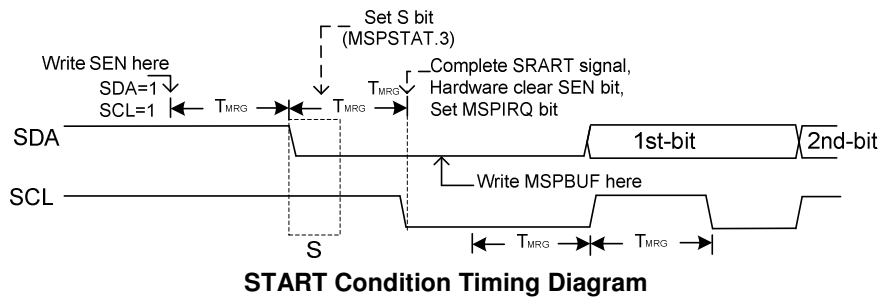 Set S bit
(MSPSTAT.3)
Write SEN here
SDA=1
SCL=1
TMRG
TMRG
TMRG
Complete SRART signal,
Hardware clear SEN bit,
Set MSPIRQ bit
SDA
1st-bit
2nd-bit
Write MSPBUF here
SCL
S
TMRG
TMRG
START Condition Timing Diagram